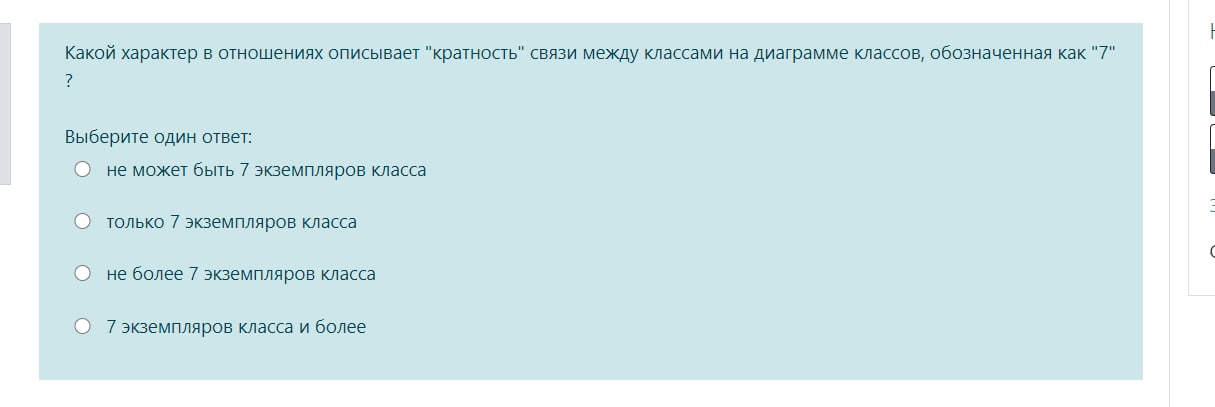 Какой характер в отношениях описывает "кратность" связи между классами на диаграмме классов, обозначенная как "7"
?
Выберите один ответ:
не может быть 7 экземпляров класса
только 7 экземпляров класса
не более 7 экземпляров класса
7 экземпляров класса и более